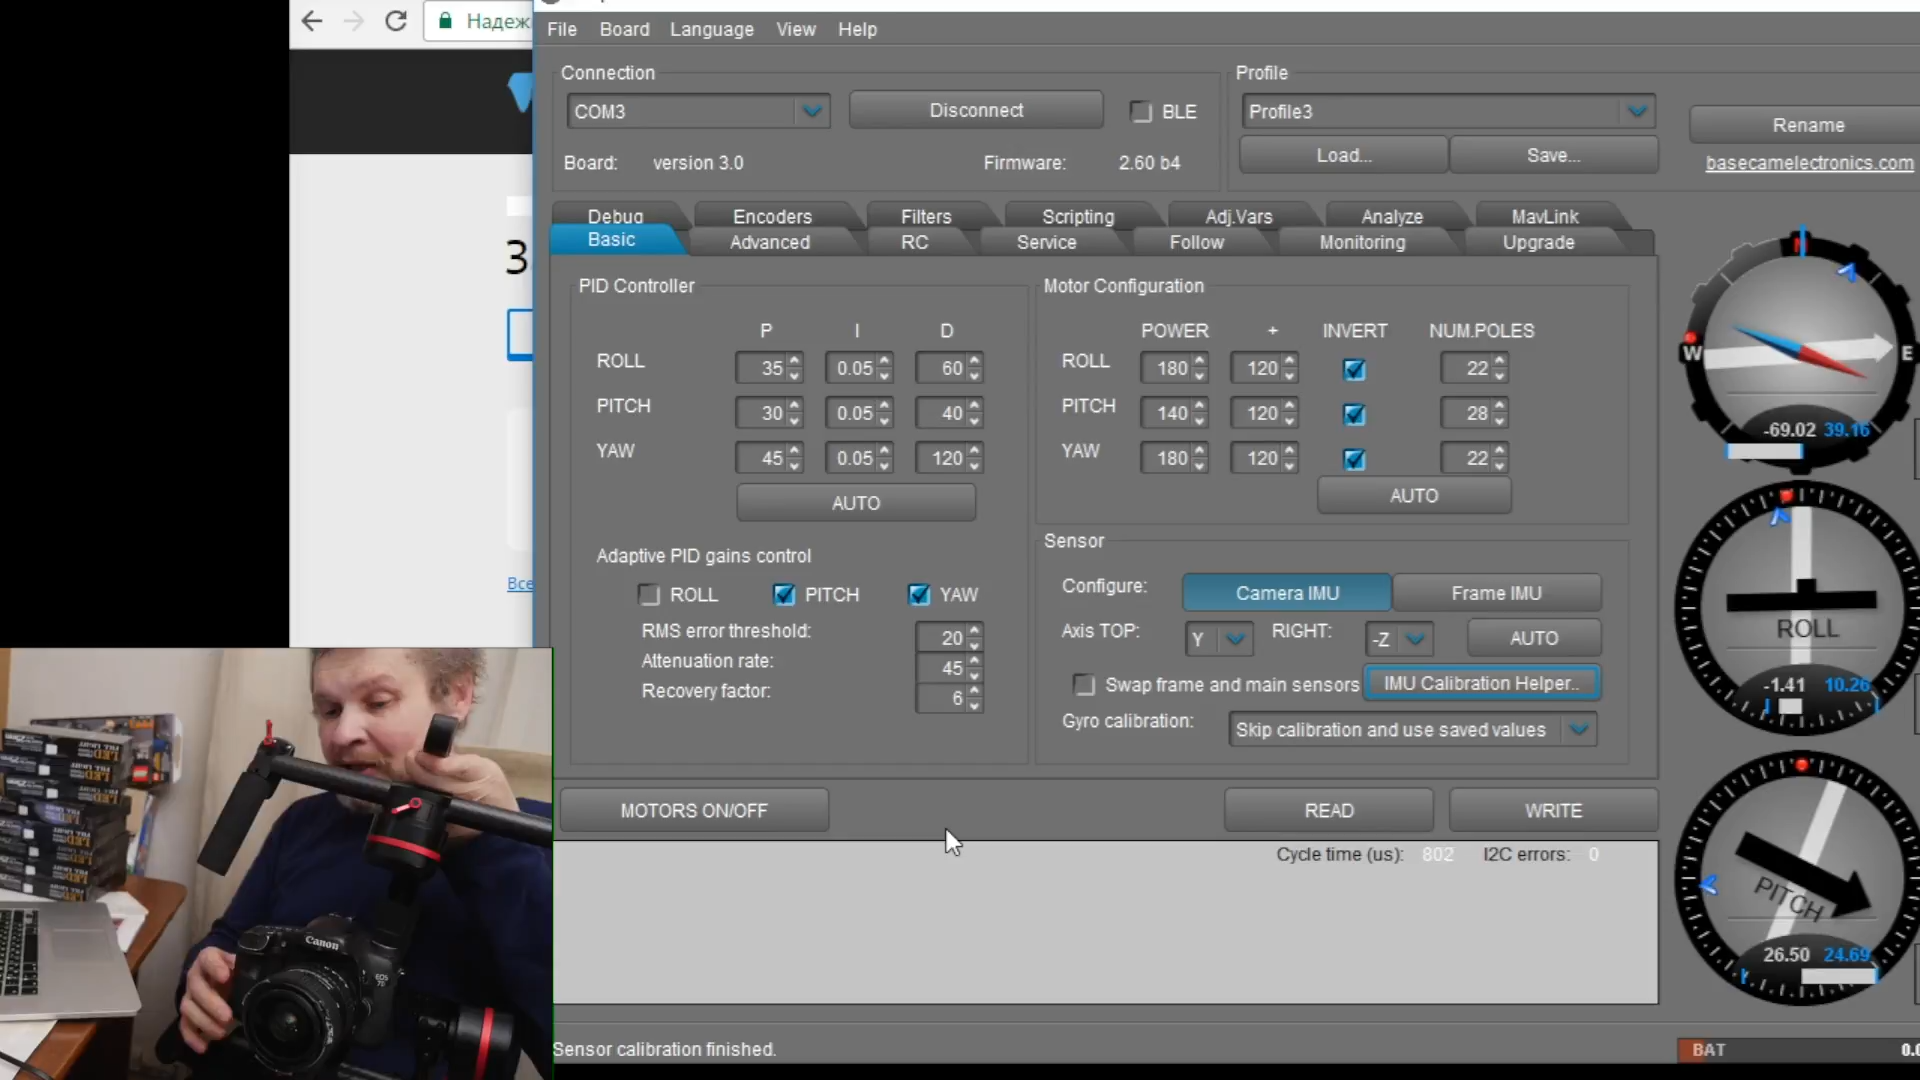 Надеж
File Board Language View Help
Connection
COM3
Disconnect
BLE
Board: version 3.0
Firmware: 2.60 b4
Profile
Profile3
Load...
Save...
Rename
basecamelectronics.com
Debug Encoders Filters Scripting Adj.Vars Analyze MavLink
Basic Advanced RC Service Follow Monitoring Upgrade
З
Все
PID Controller
P I D
ROLL 35 0.05 60
PITCH 30 0.05 40
YAW 45 0.05 120
AUTO
Adaptive PID gains control
ROLL PITCH YAW
RMS error threshold: 20
Attenuation rate: 45
Recovery factor: 6
Motor Configuration
POWER + INVERT NUM.POLES
ROLL 180 120 22
PITCH 140 120 28
YAW 180 120 22
AUTO
Sensor
Configure: Camera IMU Frame IMU
Axis TOP: Y RIGHT: -Z AUTO
Swap frame and main sensors IMU Calibration Helper..
Gyro calibration: Skip calibration and use saved values
N
W E
-69.02 39.16
ROLL
-1.41 10.26
PITCH
26.50 24.69
MOTORS ON/OFF
READ
WRITE
Cycle time (us): 802 I2C errors: 0
Sensor calibration finished.
BAT
Canon
EOS
7D
LED